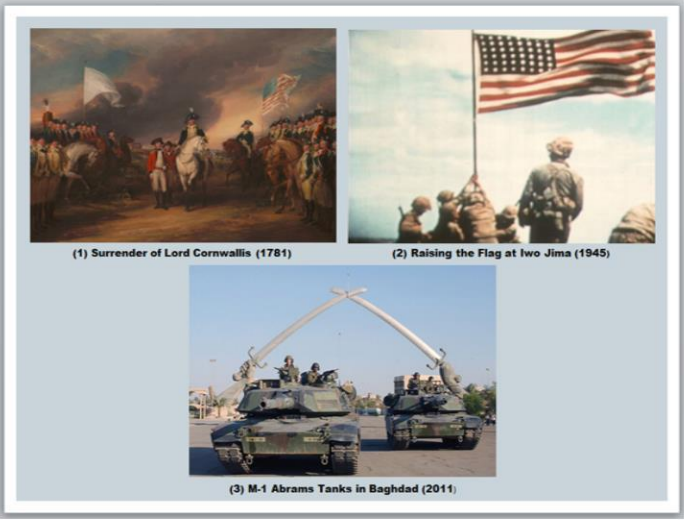 (1) Surrender of Lord Cornwallis (1781)
(2) Raising the Flag at Iwo Jima (1945)
(3) M-1 Abrams Tanks in Baghdad (2011)